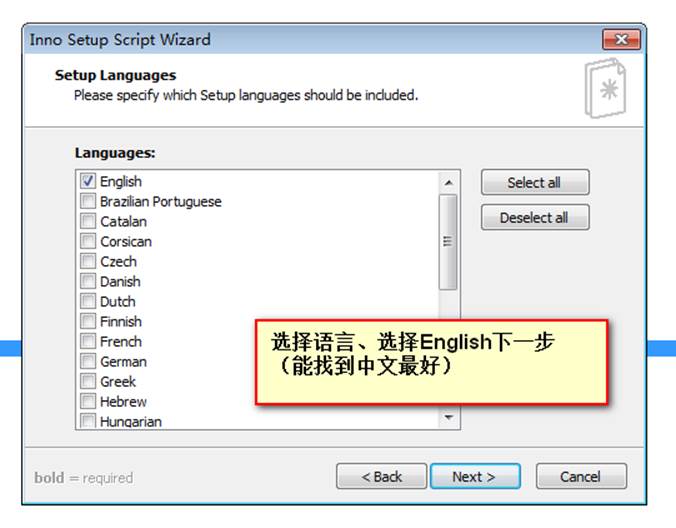 Inno Setup Script Wizard
Setup Languages
Please specify which Setup languages should be included.
Languages:
English
Brazilian Portuguese
Catalan
Corsican
Czech
Danish
Dutch
Finnish
French
German
Greek
Hebrew
Hungarian
Select all
Deselect all
选择语言、选择English下一步
（能找到中文最好）
bold = required
< Back
Next >
Cancel